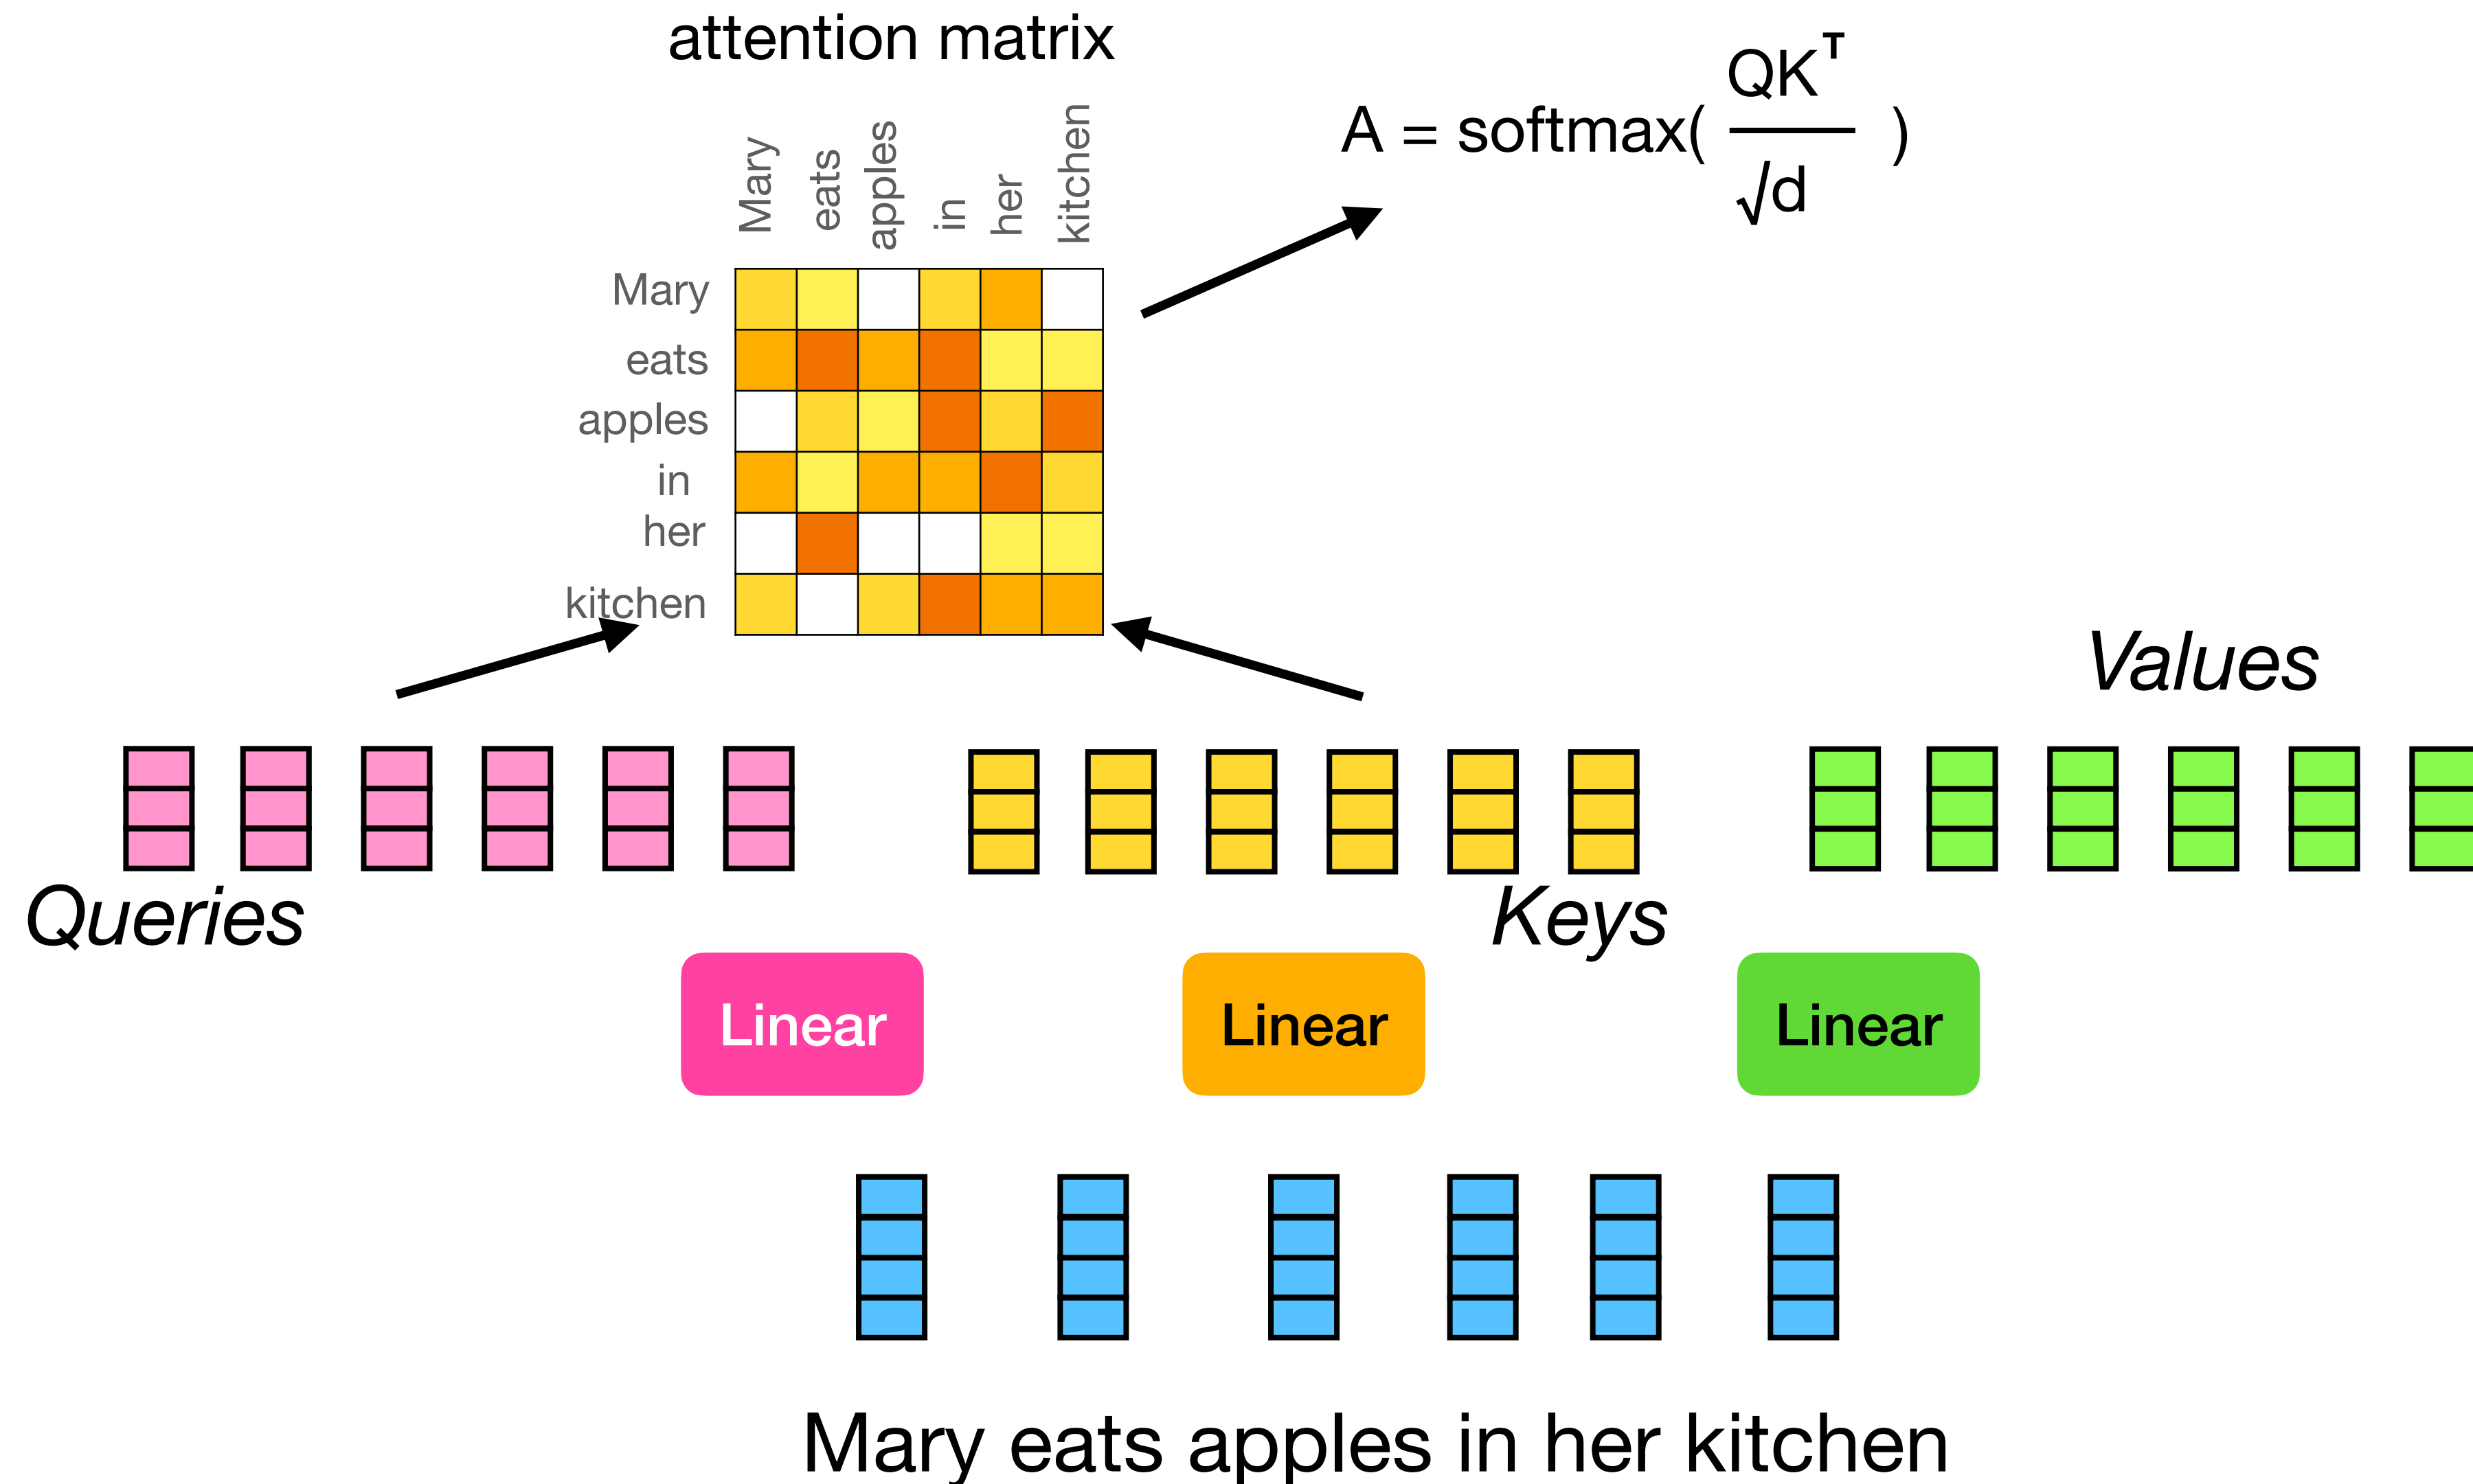 attention matrix
A = softmax( QKᵀ / √d )
Mary eats apples in her kitchen
Mary
eats
apples
in
her
kitchen
Values
Queries
Keys
Linear Linear Linear
Mary eats apples in her kitchen